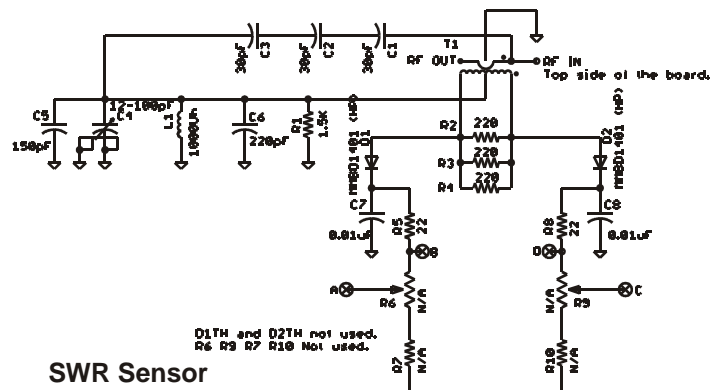 T1
C3
C2
C1
30pF
30pF
30pF
RF OUT
RF IN
Top side of the board.
C5
150pF
12-100pF
C4
L1
1000Uh
C6
220pF
R1
1.5K
MMBD1401 (HP)
D1
R2
220
R3
220
R4
220
D2
MMBD1401 (HP)
C7
0.01uF
R5
22
R8
22
C8
0.01uF
B
D
A
R6
N/A
N/A
R9
C
D1TH and D2TH not used.
R6 R9 R7 R10 Not used.
R7
N/A
R10
N/A
SWR Sensor